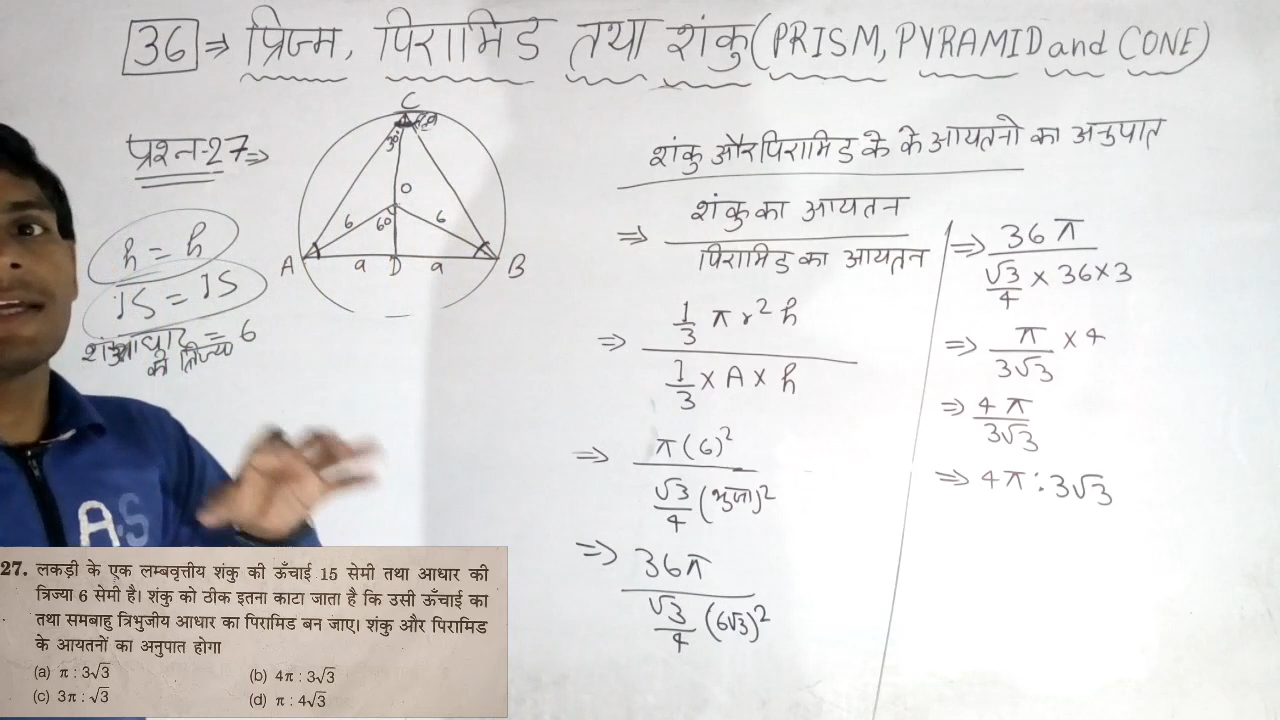 36 ⇒ प्रिज्म, पिरामिड तथा शंकु (PRISM, PYRAMID and CONE)
प्रश्न-27 ⇒
h = h
15 = 15
आधार = 6
की त्रिज्या
C
30°
O
6
60
6
A
a
D
a
B
शंकु और पिरामिड के के आयतनो का अनुपात
⇒ शंकु का आयतन / पिरामिड का आयतन
⇒ 1/3 π r² h / 1/3 × A × h
⇒ π(6)² / √3/4 (भुजा)²
⇒ 36π / √3/4 (6√3)²
⇒ 36π / √3/4 × 36×3
⇒ π / 3√3 × 4
⇒ 4π / 3√3
⇒ 4π : 3√3
A.S
27. लकड़ी के एक लम्बवृत्तीय शंकु की ऊँचाई 15 सेमी तथा आधार की
त्रिज्या 6 सेमी है। शंकु को ठीक इतना काटा जाता है कि उसी ऊँचाई का
तथा समबाहु त्रिभुजीय आधार का पिरामिड बन जाए। शंकु और पिरामिड
के आयतनों का अनुपात होगा
(a) π : 3√3 (b) 4π : 3√3
(c) 3π : √3 (d) π : 4√3